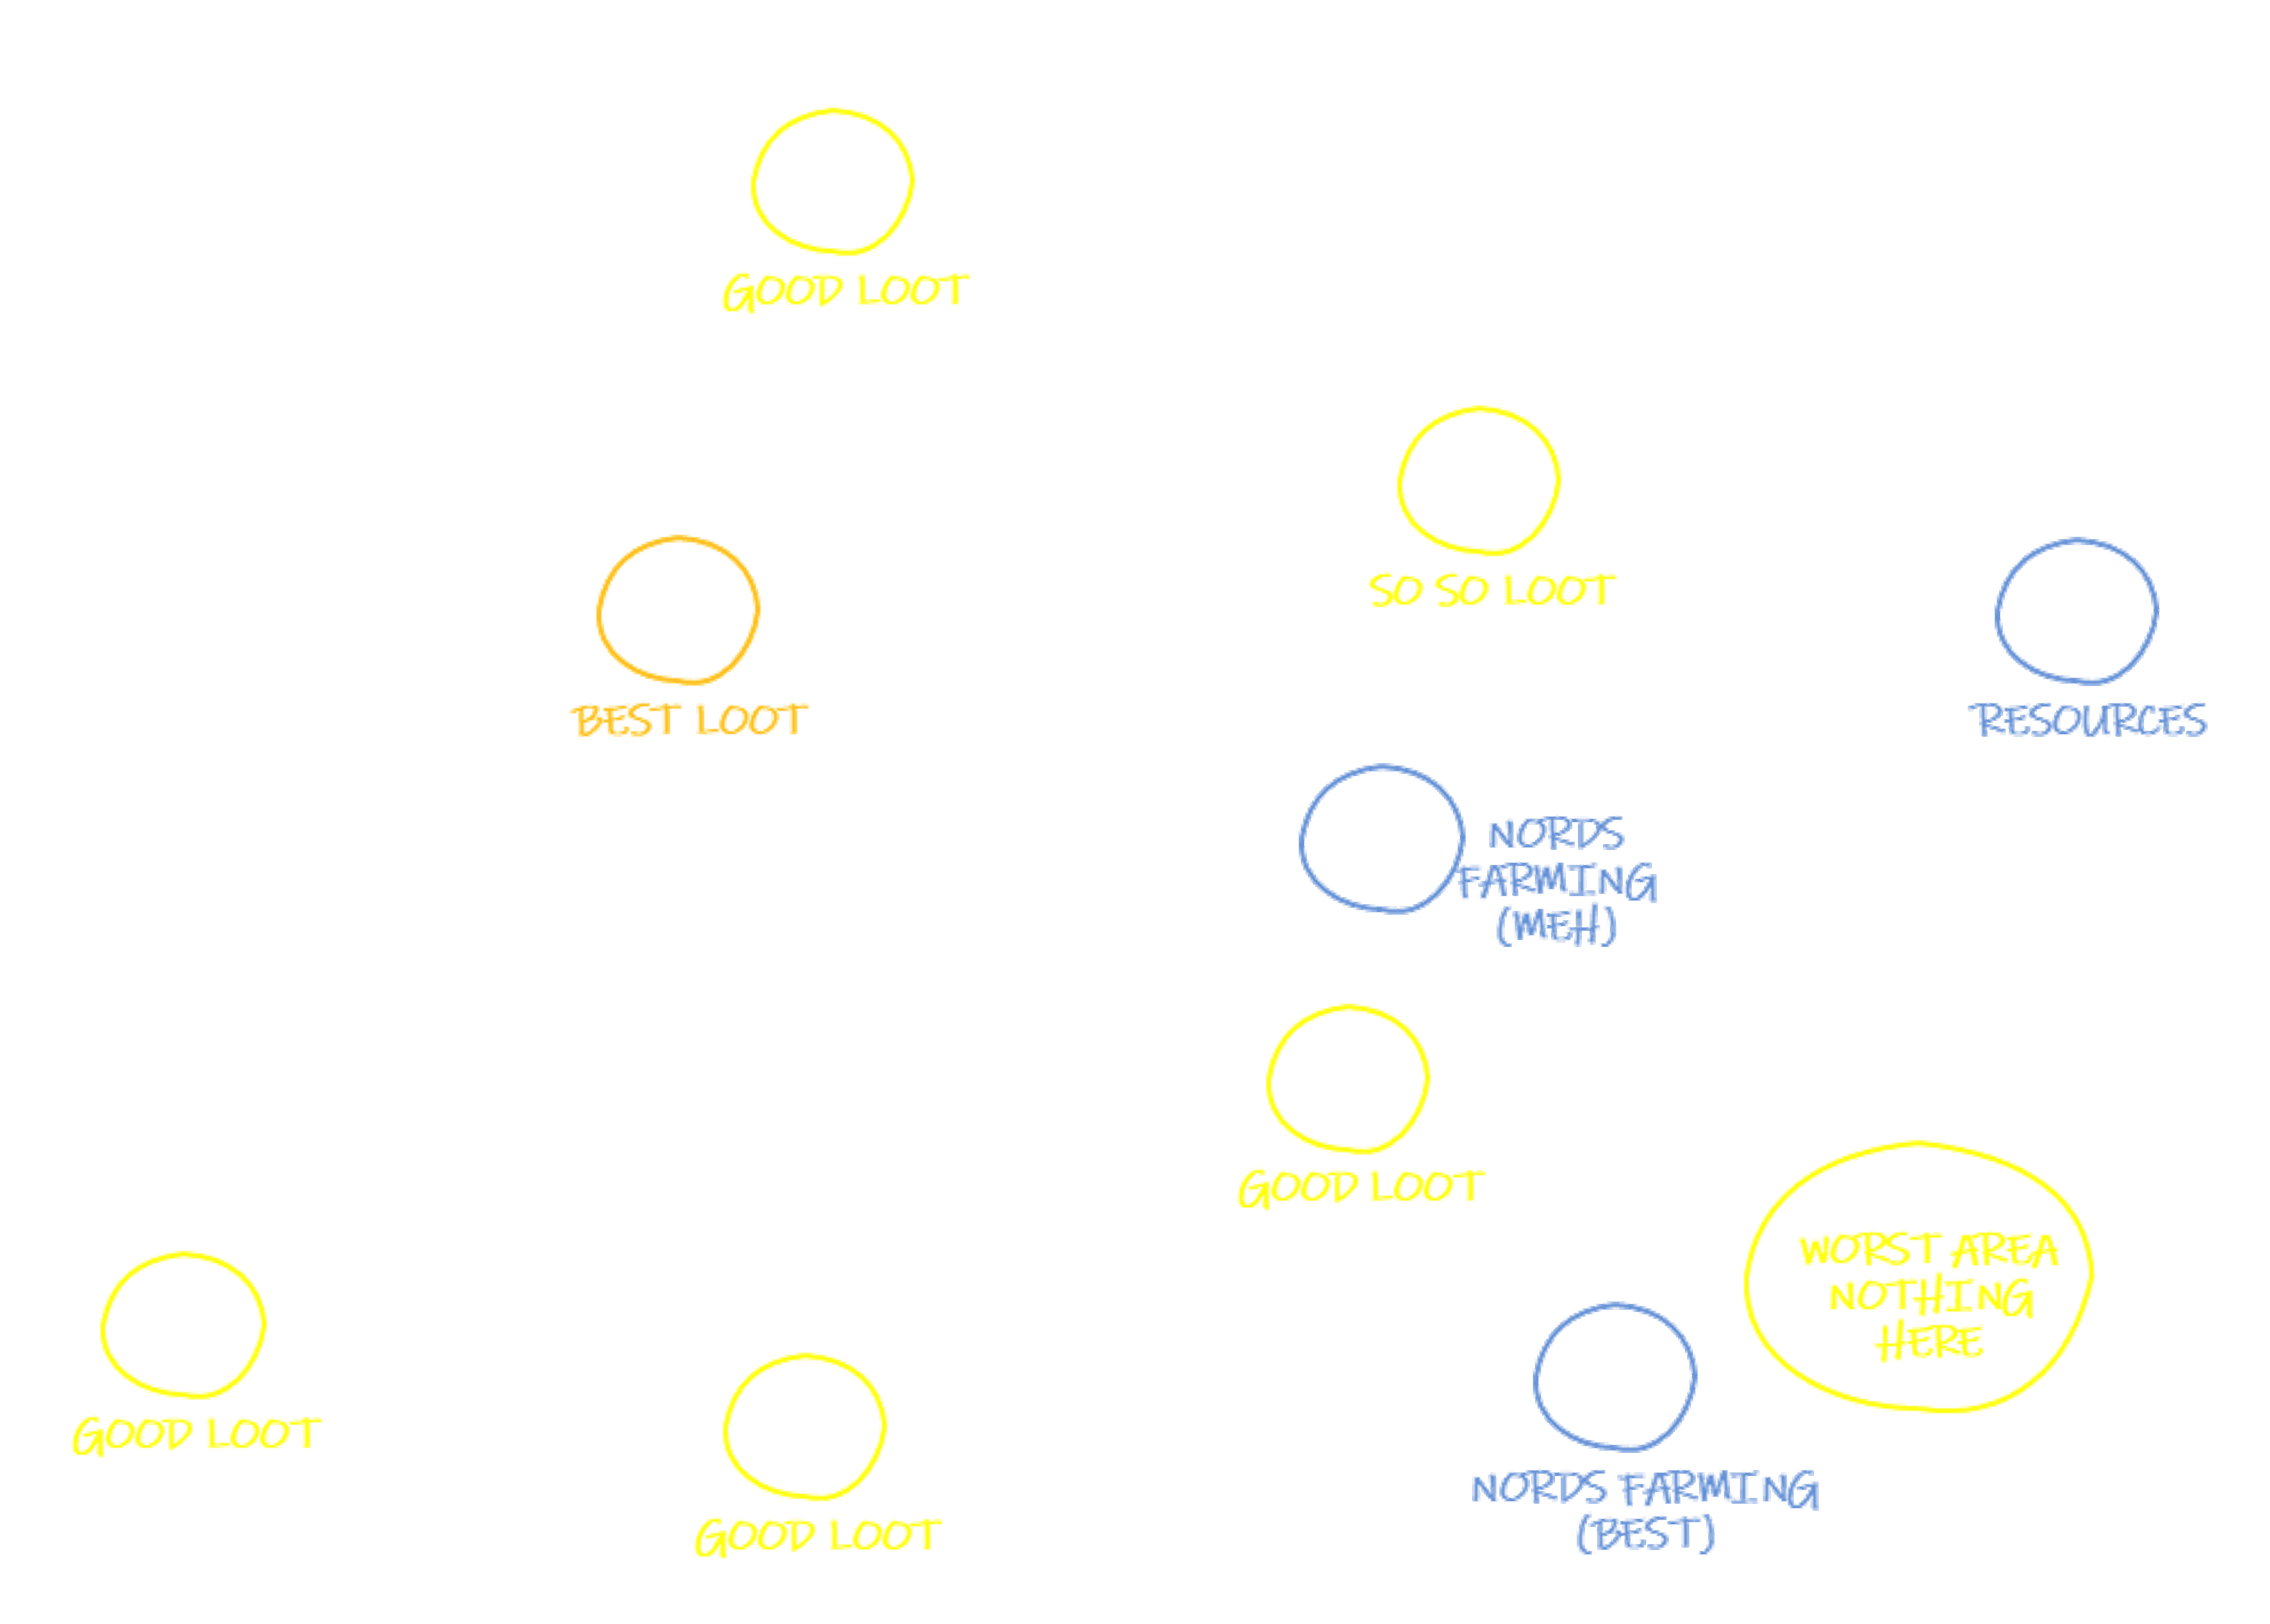 GOOD LOOT
SO SO LOOT
BEST LOOT
RESOURCES
NORDS
FARMING
(MEH)
GOOD LOOT
WORST AREA
NOTHING
HERE
GOOD LOOT
NORDS FARMING
(BEST)
GOOD LOOT